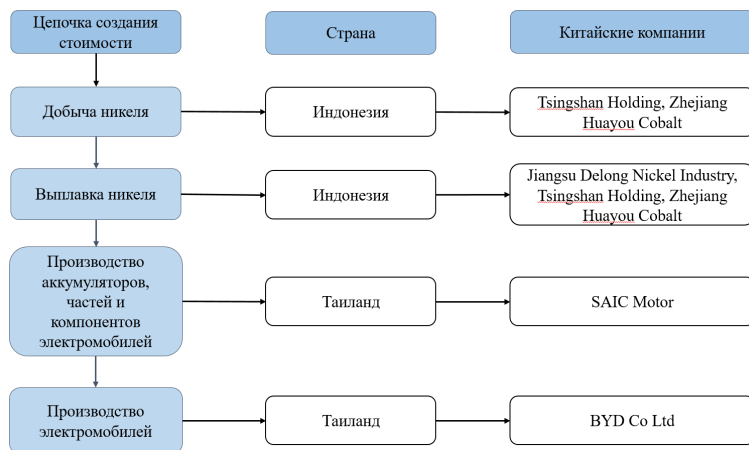 Цепочка создания
стоимости
Страна
Китайские компании
Добыча никеля
Индонезия
Tsingshan Holding, Zhejiang
Huayou Cobalt
Выплавка никеля
Индонезия
Jiangsu Delong Nickel Industry,
Tsingshan Holding, Zhejiang
Huayou Cobalt
Производство
аккумуляторов,
частей и
компонентов
электромобилей
Таиланд
SAIC Motor
Производство
электромобилей
Таиланд
BYD Co Ltd